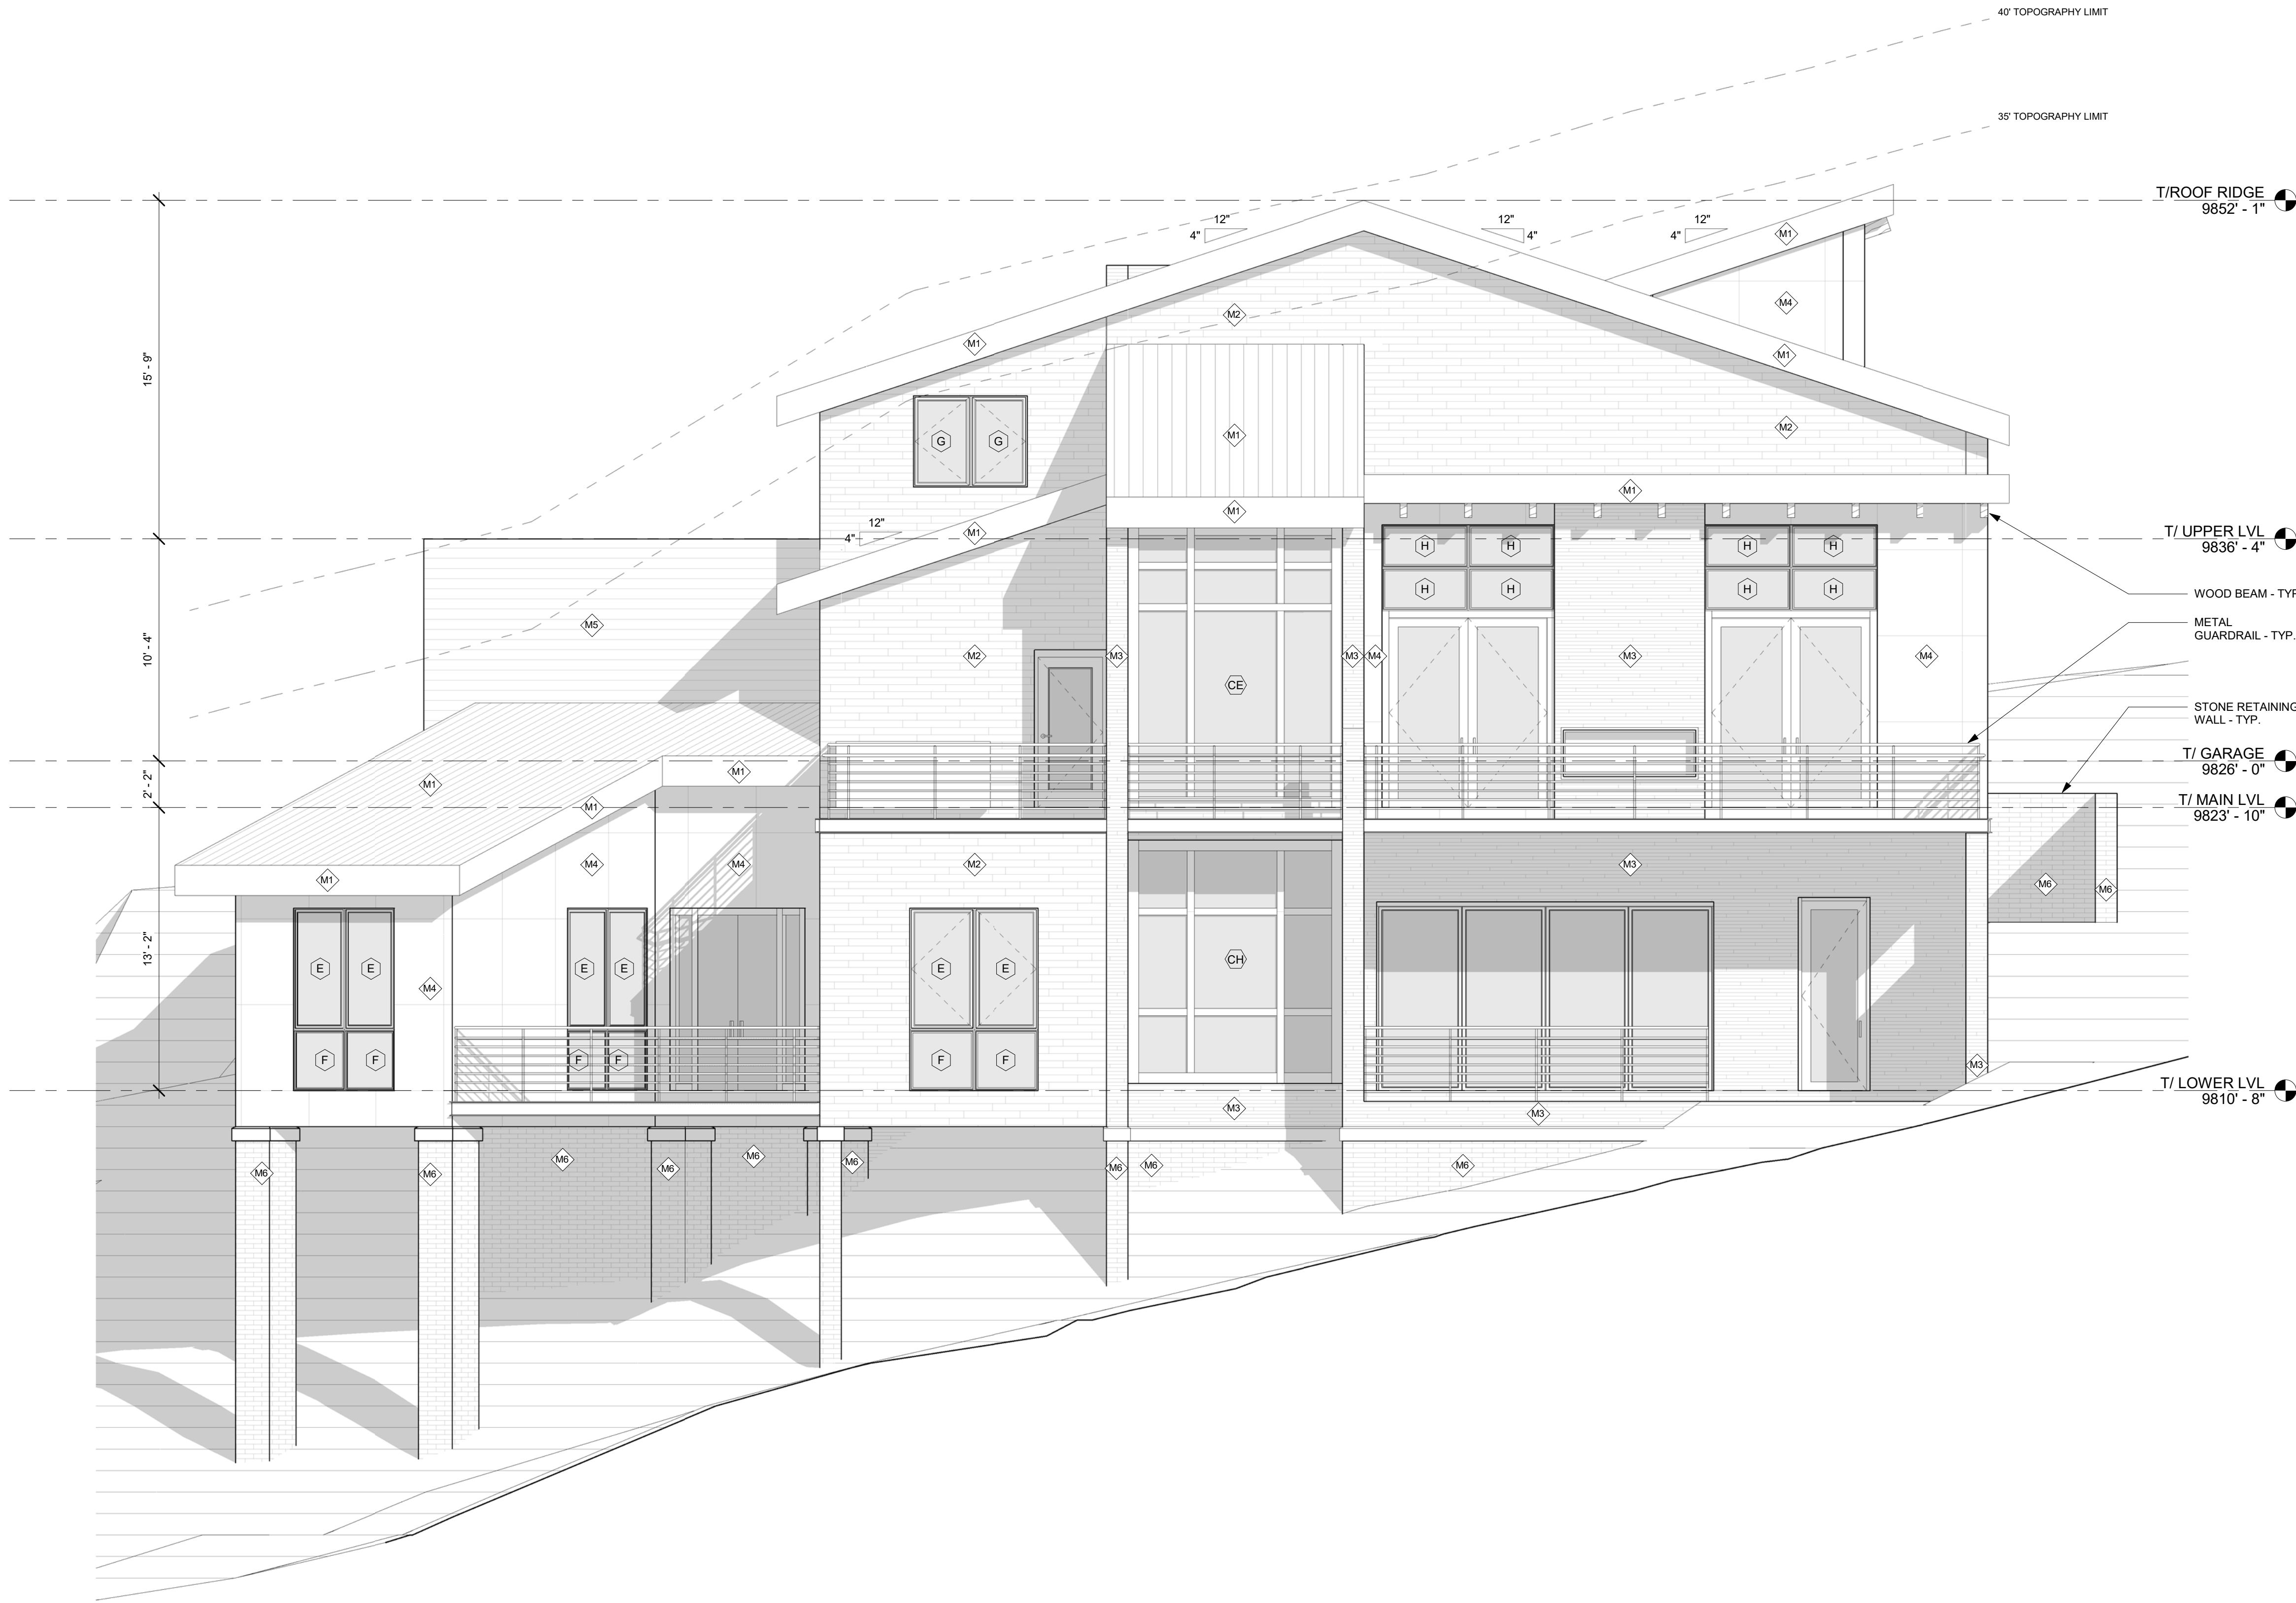 40' TOPOGRAPHY LIMIT
35' TOPOGRAPHY LIMIT
T/ROOF RIDGE
9852' - 1"
12"
4"
12"
4"
12"
4"
M1
M4
M2
M1
M1
15' - 9"
M2
M1
G
G
M1
M1
M1
12"
4"
T/ UPPER LVL
9836' - 4"
H
H
H
H
H
H
H
H
WOOD BEAM - TYP
METAL
GUARDRAIL - TYP.
M5
10' - 4"
M2
M3
M3
M4
M3
M4
CE
STONE RETAINING
WALL - TYP.
T/ GARAGE
9826' - 0"
M1
M1
2' - 2"
M1
T/ MAIN LVL
9823' - 10"
M1
M4
M4
M2
M3
M6
M6
13' - 2"
E
E
E
E
E
E
CH
M4
F
F
F
F
F
F
M3
T/ LOWER LVL
9810' - 8"
M3
M3
M6
M6
M6
M6
M6
M6
M6
M6
M6